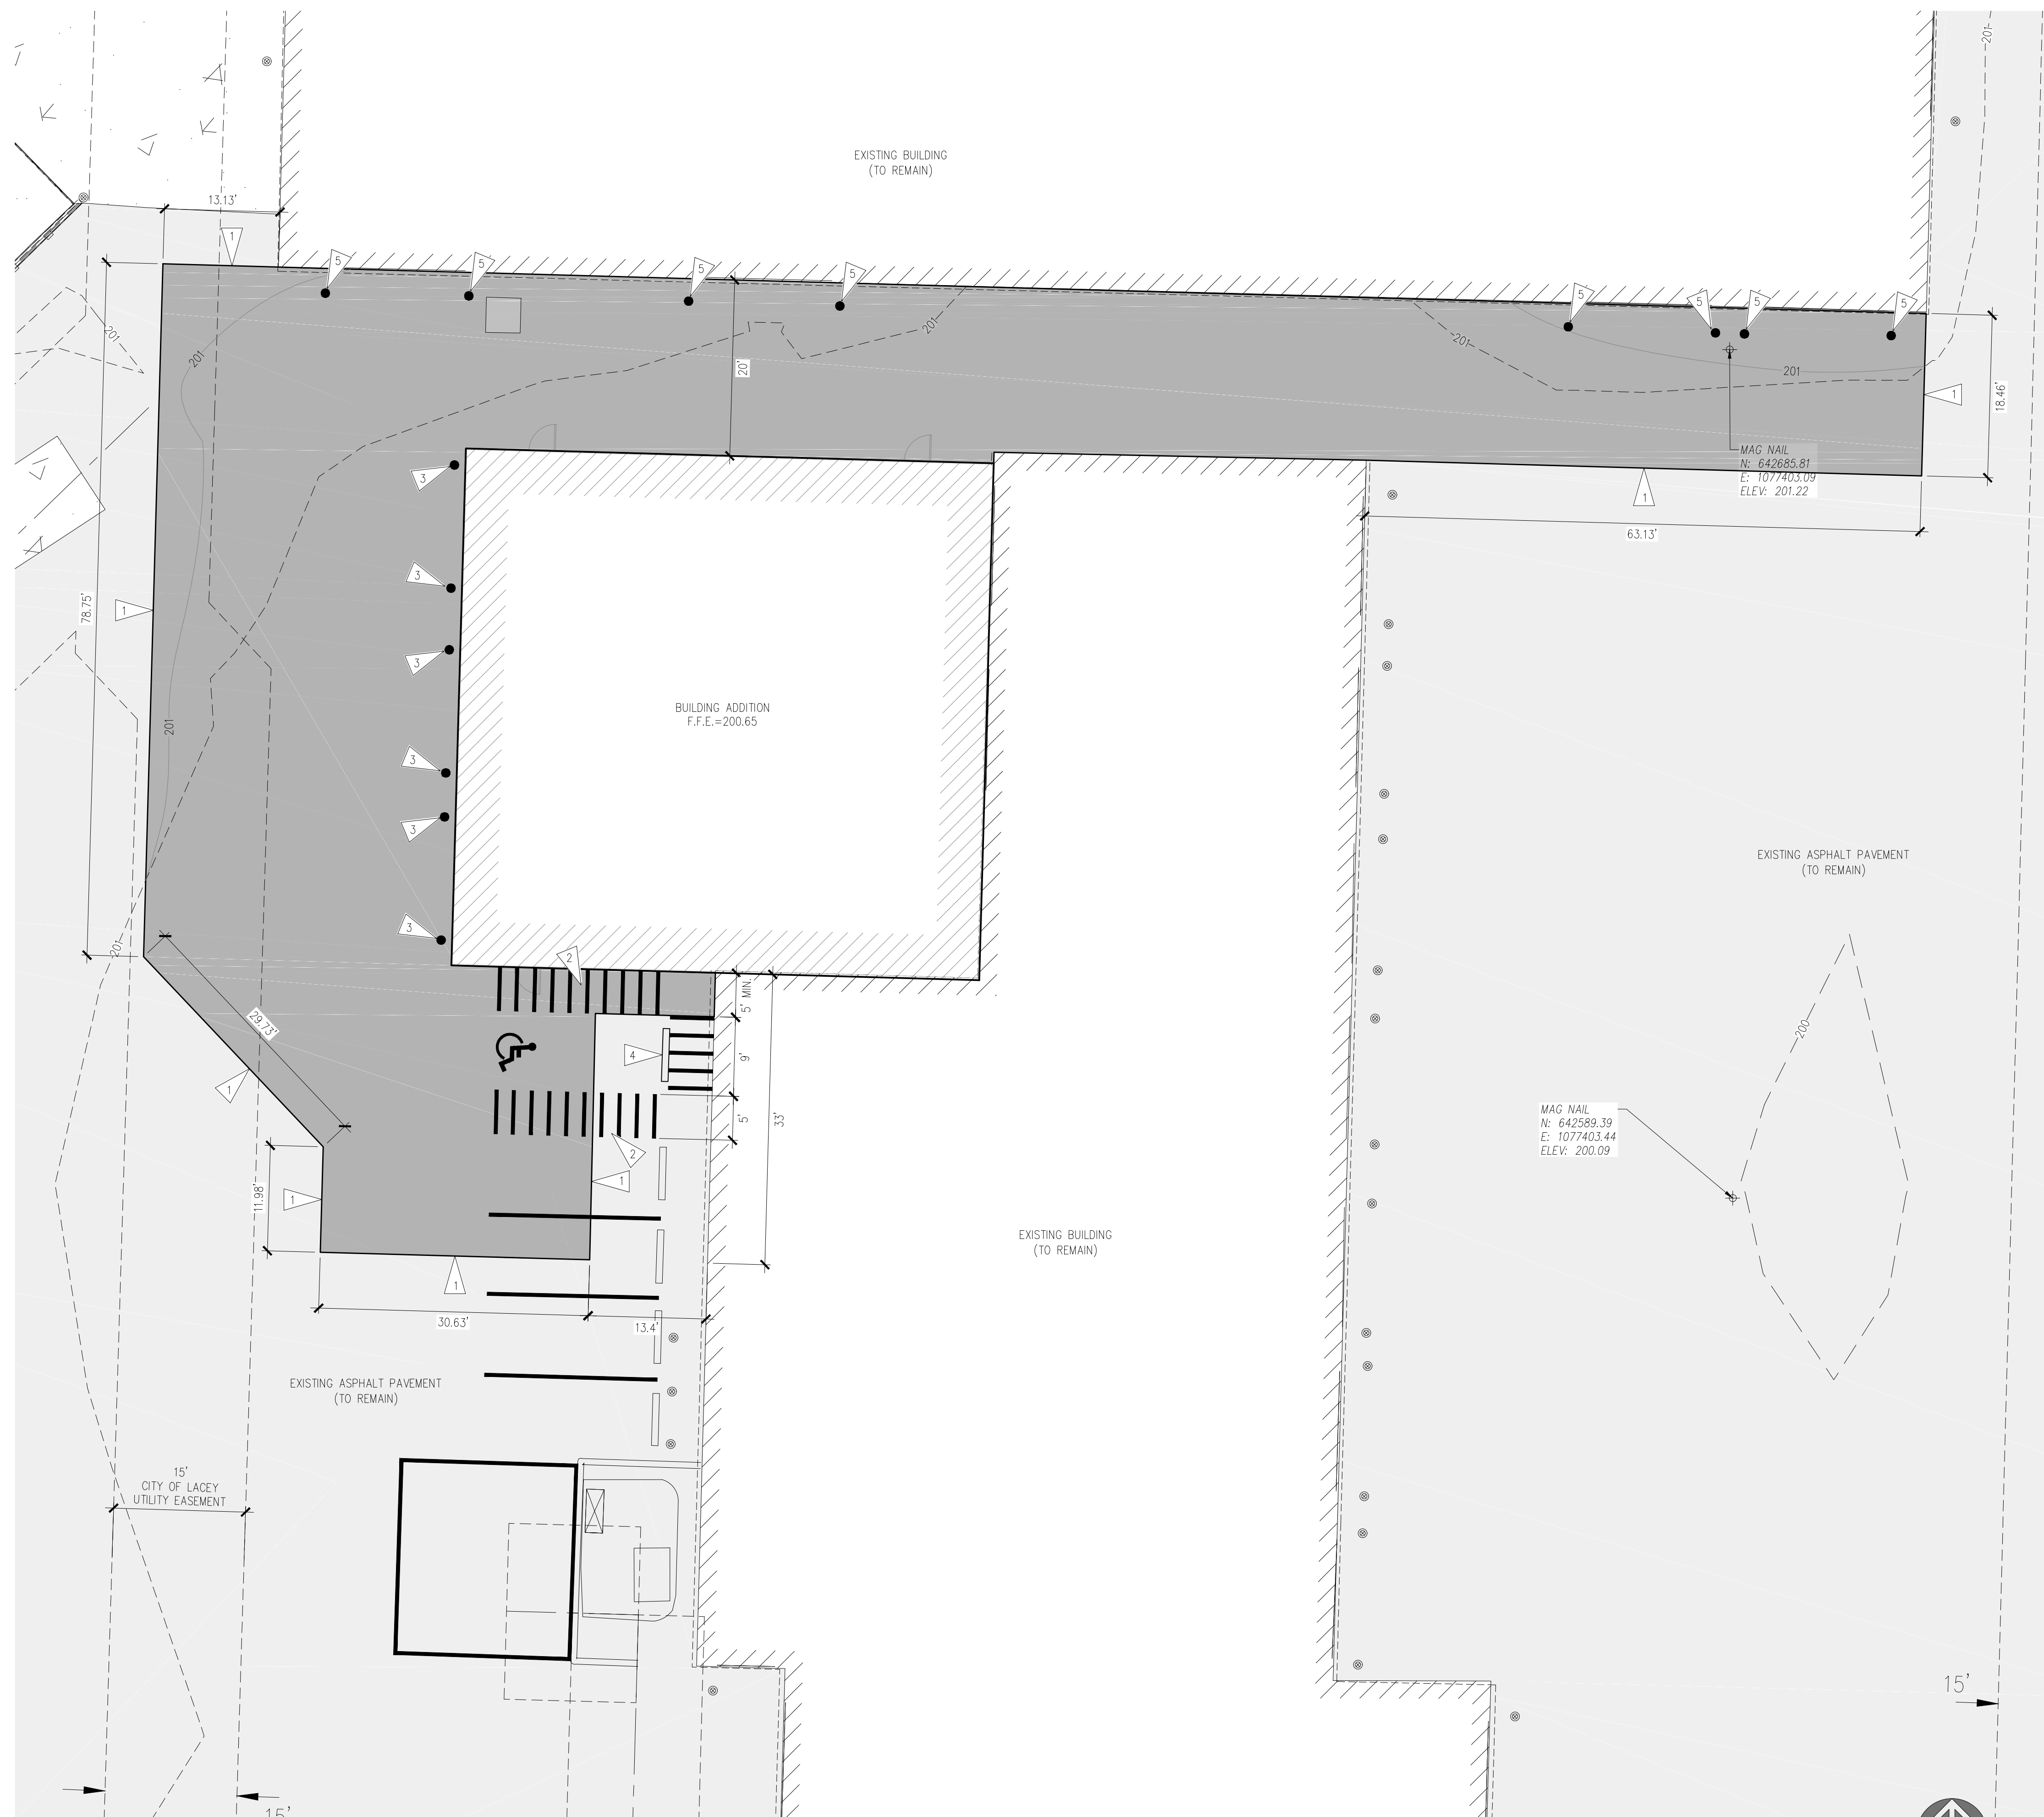 201
EXISTING BUILDING
(TO REMAIN)
13.13'
1
5
5
5
5
5
5
5
5
201
201
201
201
201
20'
1
18.46'
MAG NAIL
N: 642685.81
E: 1077403.09
ELEV: 201.22
3
1
63.13'
3
78.75'
1
3
BUILDING ADDITION
F.F.E.=200.65
201
3
3
EXISTING ASPHALT PAVEMENT
(TO REMAIN)
3
201
2
5' MIN.
29.73'
4
9'
200
1
5'
33'
2
MAG NAIL
N: 642589.39
E: 1077403.44
ELEV: 200.09
1
11.98'
1
EXISTING BUILDING
(TO REMAIN)
1
30.63'
13.4'
EXISTING ASPHALT PAVEMENT
(TO REMAIN)
15'
CITY OF LACEY
UTILITY EASEMENT
15'
15'